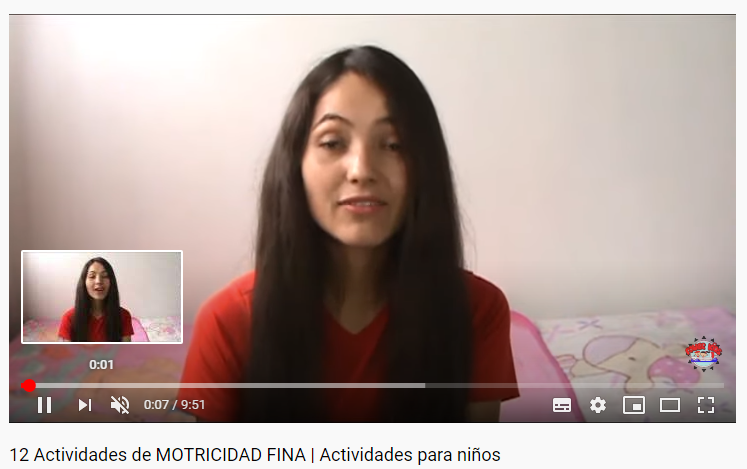 0:01
0:07 / 9:51
12 Actividades de MOTRICIDAD FINA | Actividades para niños